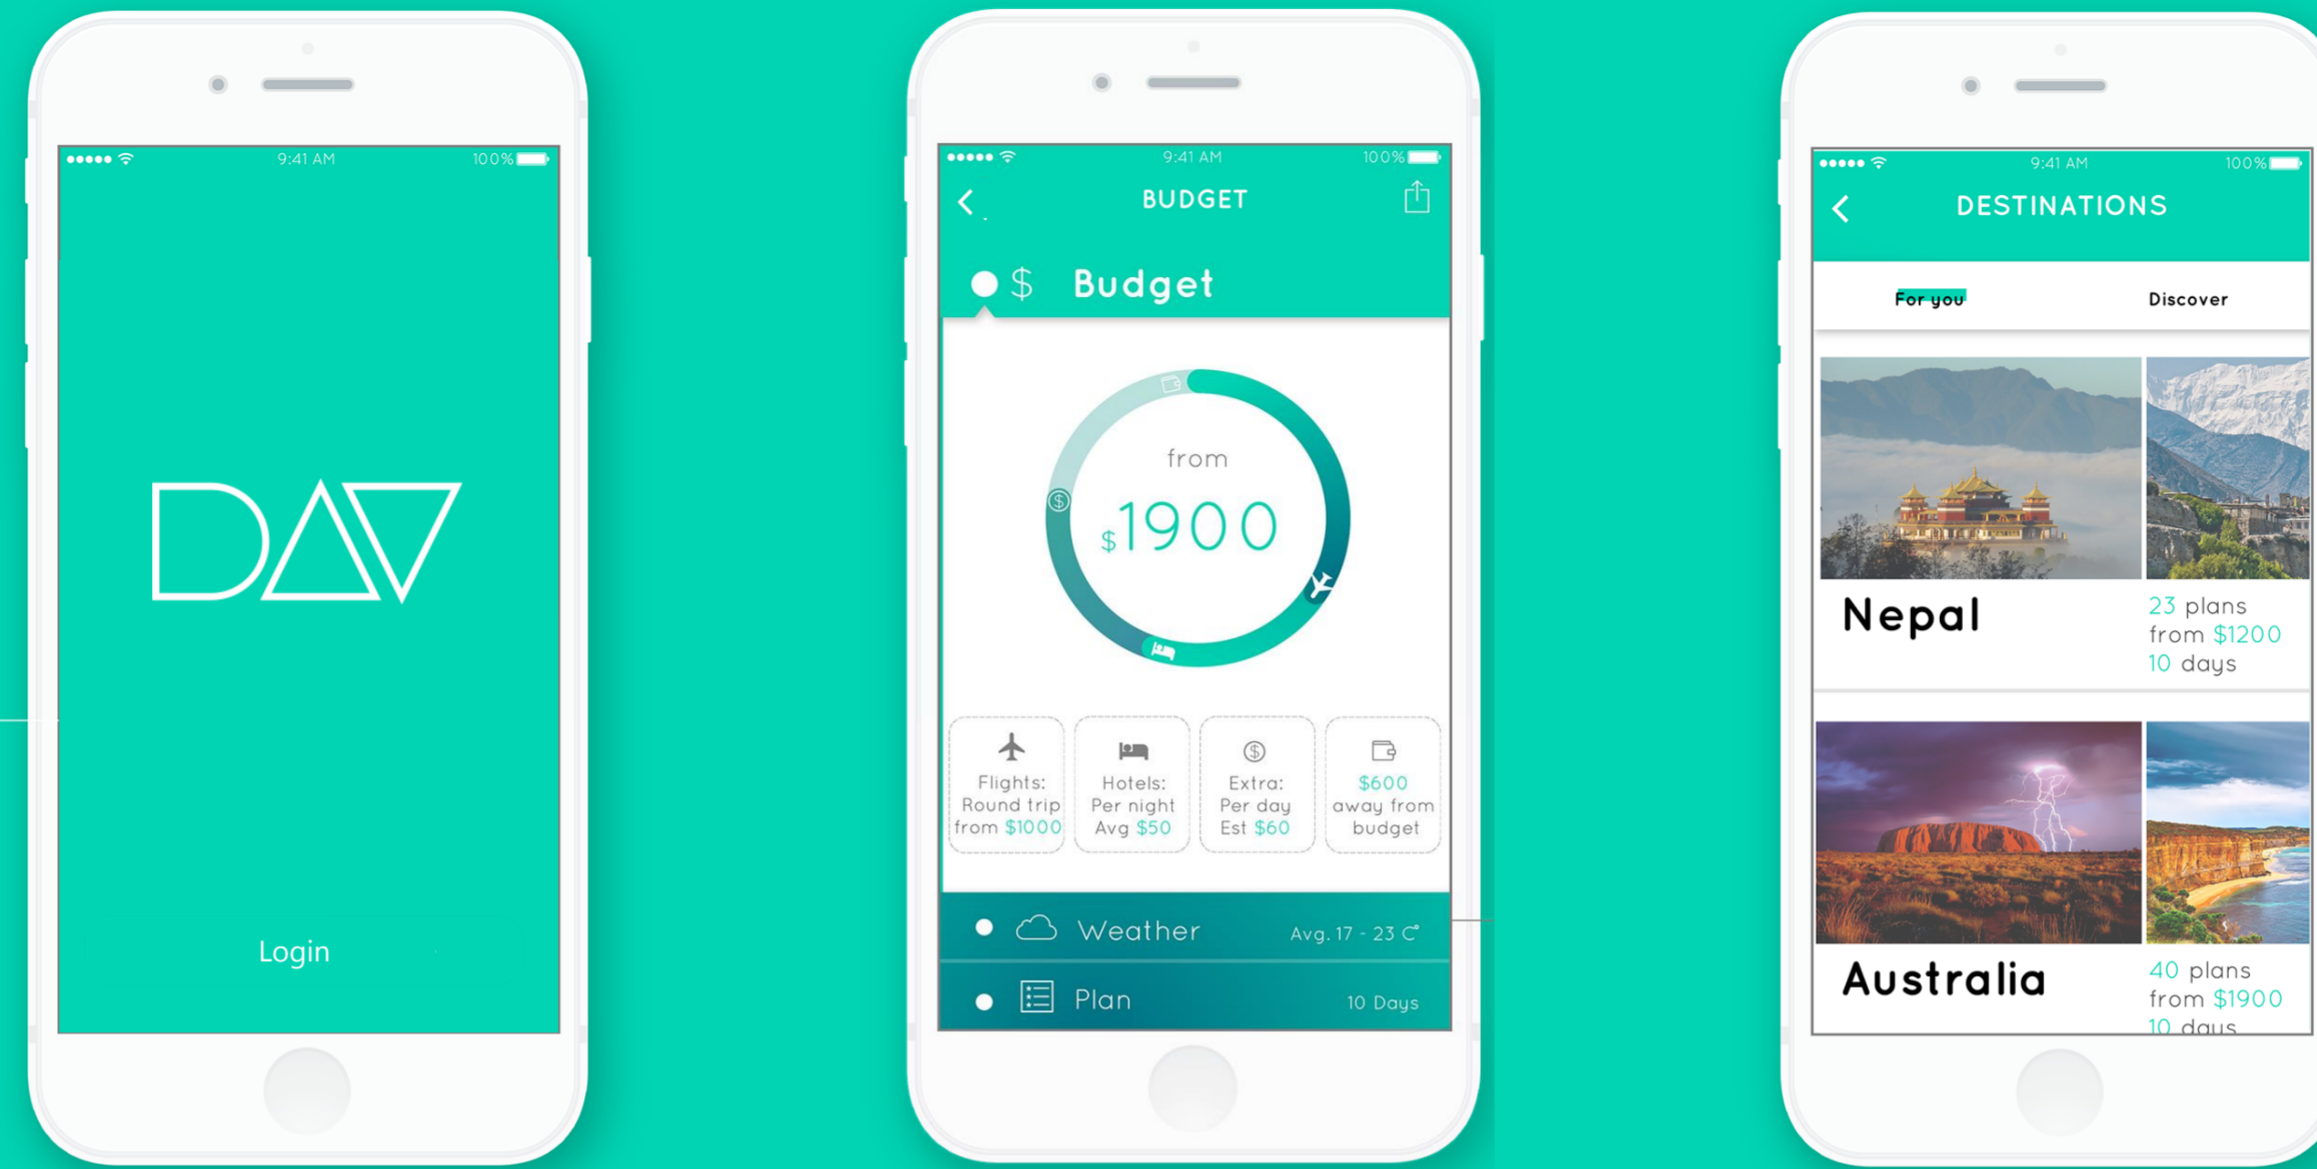 9:41 AM 100%
DAV
Login
9:41 AM 100%
BUDGET
$ Budget
from
$1900
Flights:
Round trip
from $1000
Hotels:
Per night
Avg $50
Extra:
Per day
Est $60
$600
away from
budget
Weather Avg. 17 - 23 C°
Plan 10 Days
9:41 AM 100%
DESTINATIONS
For you Discover
Nepal
23 plans
from $1200
10 days
Australia
40 plans
from $1900
10 days